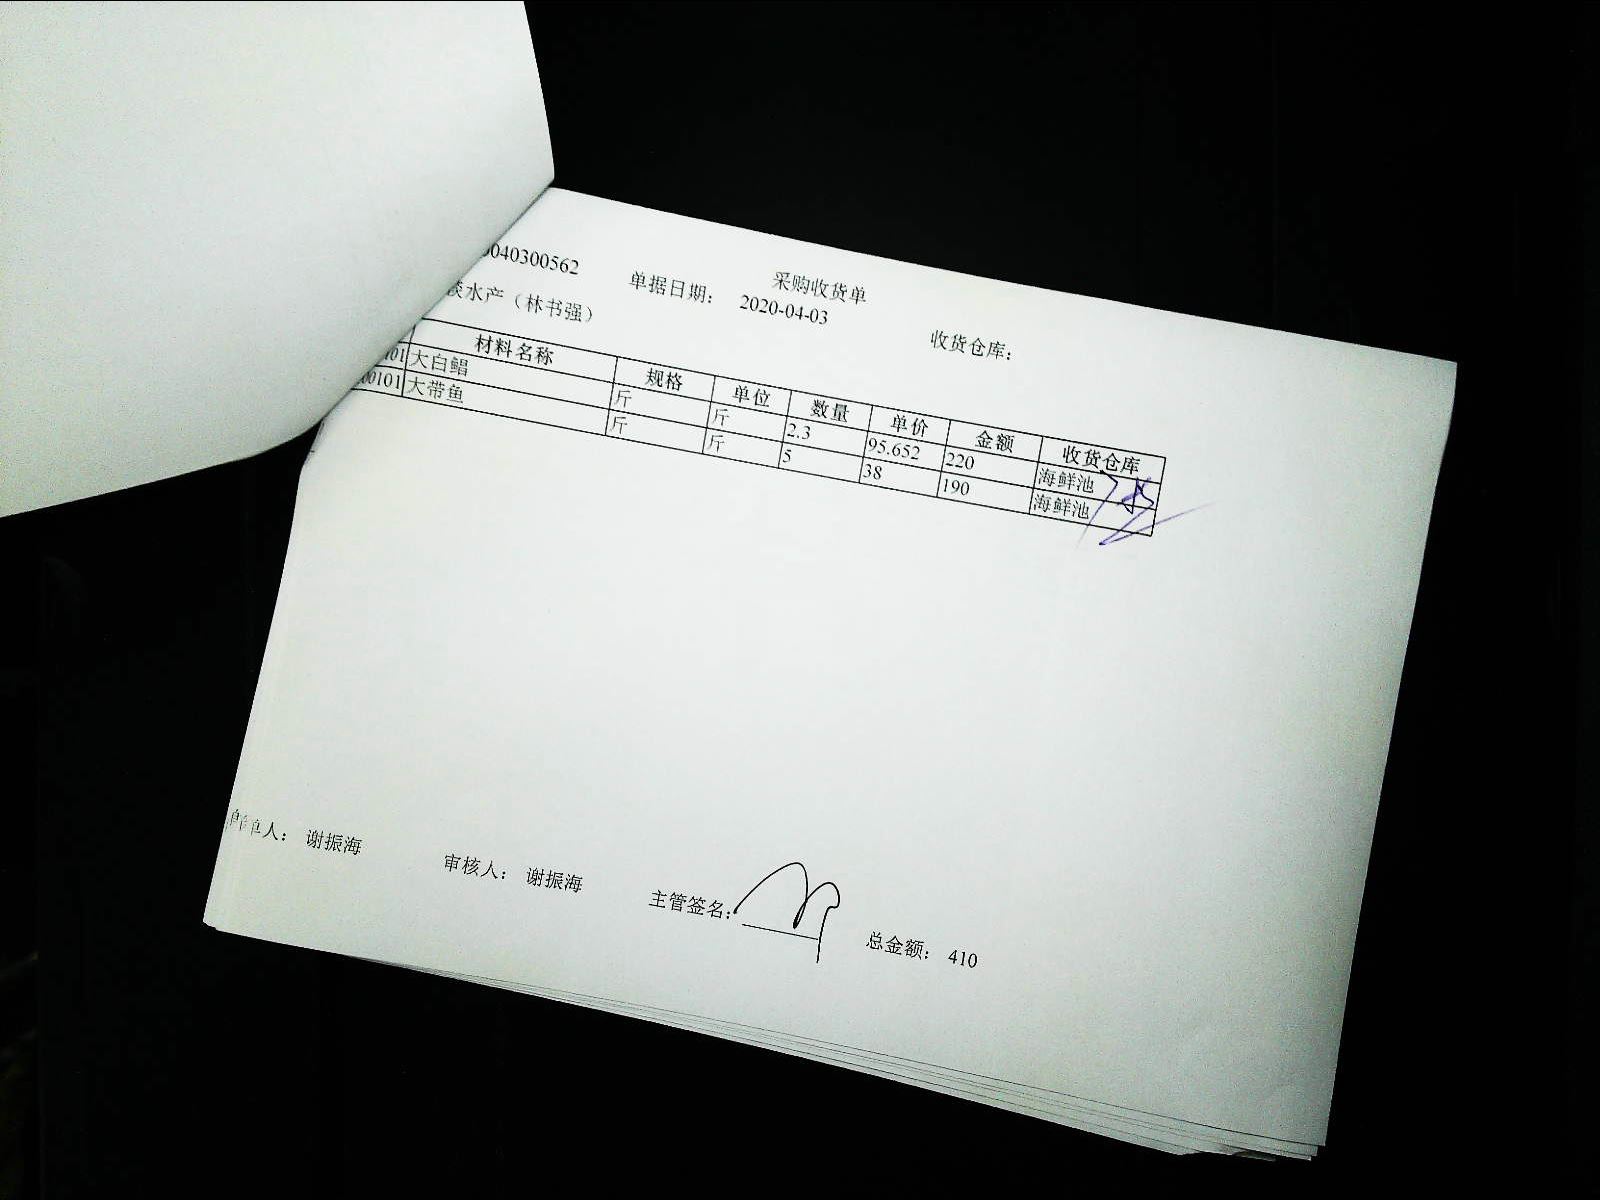 采购收货单
040300562 单据日期： 2020-04-03 收货仓库：
水产（林书强）
材料名称 规格 单位 数量 单价 金额 收货仓库
101 大白鲳 斤 斤 2.3 95.652 220 海鲜池
00101 大带鱼 斤 斤 5 38 190 海鲜池
单人： 谢振海 审核人： 谢振海 主管签名： 总金额： 410